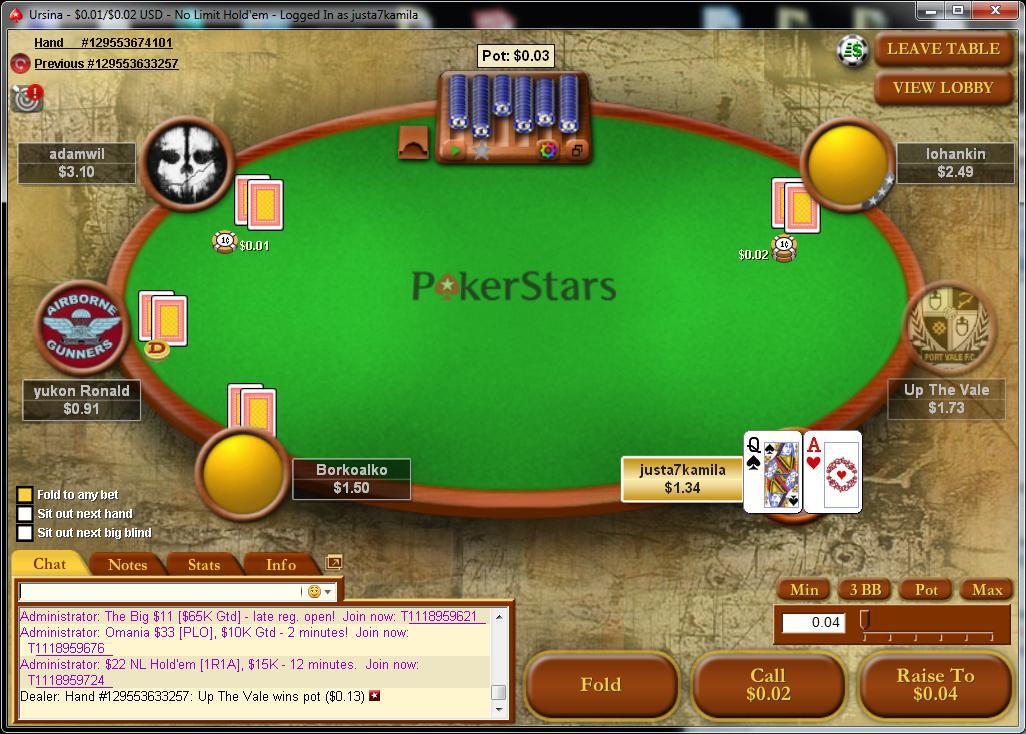 Ursina - $0.01/$0.02 USD - No Limit Hold'em - Logged In as justa7kamila
Hand #129553674101
Previous #129553633257
Pot: $0.03
LEAVE TABLE
VIEW LOBBY
adamwil
$3.10
lohankin
$2.49
1¢ $0.01
$0.02 1¢
PokerStars
AIRBORNE
GUNNERS
D
PORT VALE F.C.
yukon Ronald
$0.91
Up The Vale
$1.73
Q
A
Borkoalko
$1.50
justa7kamila
$1.34
Fold to any bet
Sit out next hand
Sit out next big blind
Chat Notes Stats Info
Administrator: The Big $11 [$65K Gtd] - late reg. open! Join now: T1118959621
Administrator: Omania $33 [PLO], $10K Gtd - 2 minutes! Join now:
T1118959676
Administrator: $22 NL Hold'em [1R1A], $15K - 12 minutes. Join now:
T1118959724
Dealer: Hand #129553633257: Up The Vale wins pot ($0.13)
Min 3 BB Pot Max
0.04
Fold
Call
$0.02
Raise To
$0.04